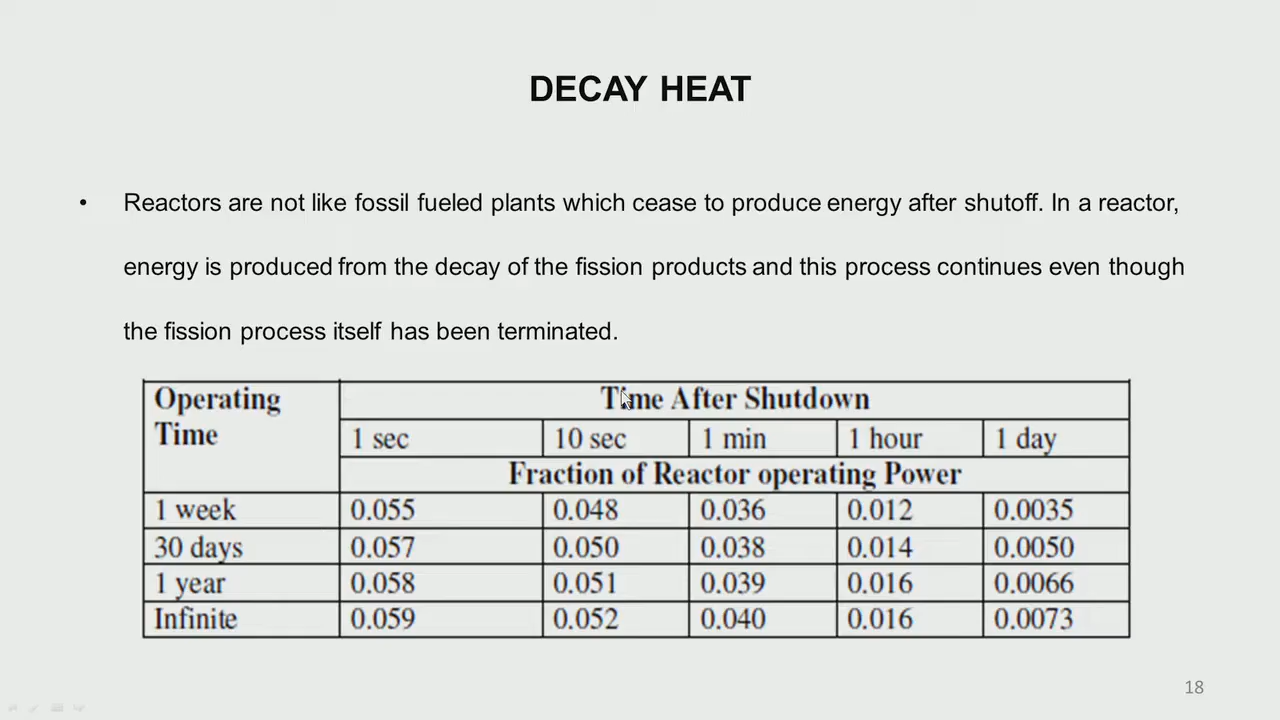 DECAY HEAT
• Reactors are not like fossil fueled plants which cease to produce energy after shutoff. In a reactor,
energy is produced from the decay of the fission products and this process continues even though
the fission process itself has been terminated.
Operating Time After Shutdown
Time 1 sec 10 sec 1 min 1 hour 1 day
Fraction of Reactor operating Power
1 week 0.055 0.048 0.036 0.012 0.0035
30 days 0.057 0.050 0.038 0.014 0.0050
1 year 0.058 0.051 0.039 0.016 0.0066
Infinite 0.059 0.052 0.040 0.016 0.0073
18